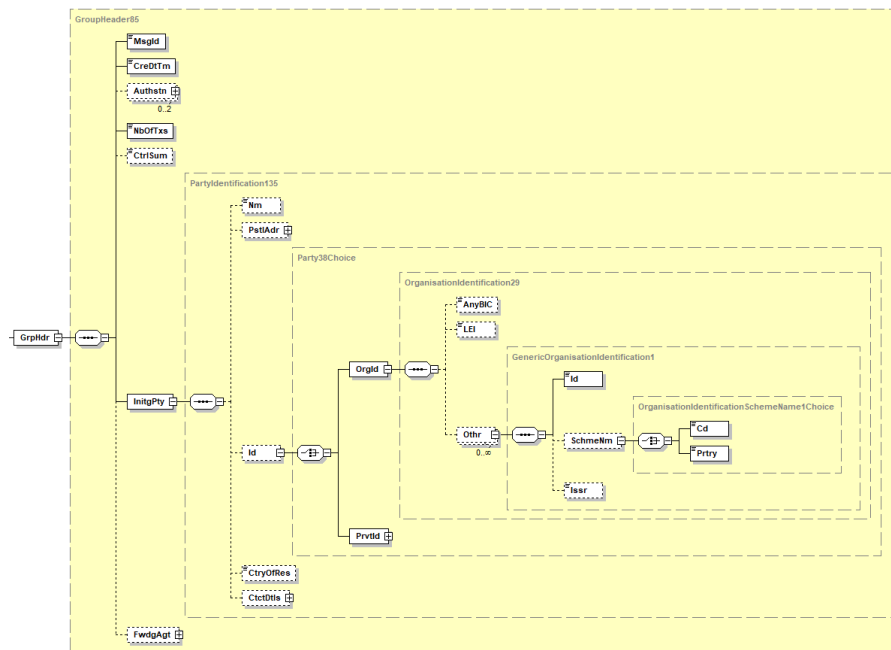 GroupHeader85
MsgId
CreDtTm
Authstn
0..2
NbOfTxs
CtrlSum
PartyIdentification135
Nm
PstlAdr
Party38Choice
OrganisationIdentification29
AnyBIC
LEI
GrpHdr
GenericOrganisationIdentification1
OrgId
Id
InitgPty
OrganisationIdentificationSchemeName1Choice
Cd
Othr
SchmeNm
0..∞
Id
Prtry
Issr
PrvtId
CtryOfRes
CtctDtls
FwdgAgt